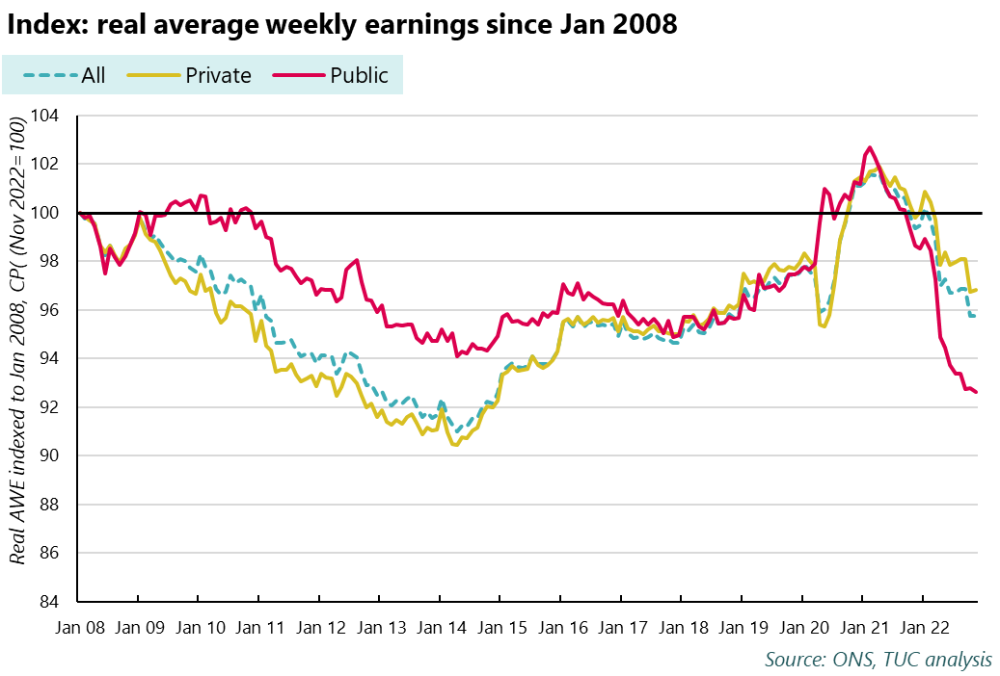 Index: real average weekly earnings since Jan 2008
All Private Public
Real AWE indexed to Jan 2008, CP( (Nov 2022=100)
104
102
100
98
96
94
92
90
88
86
84
Jan 08 Jan 09 Jan 10 Jan 11 Jan 12 Jan 13 Jan 14 Jan 15 Jan 16 Jan 17 Jan 18 Jan 19 Jan 20 Jan 21 Jan 22
Source: ONS, TUC analysis